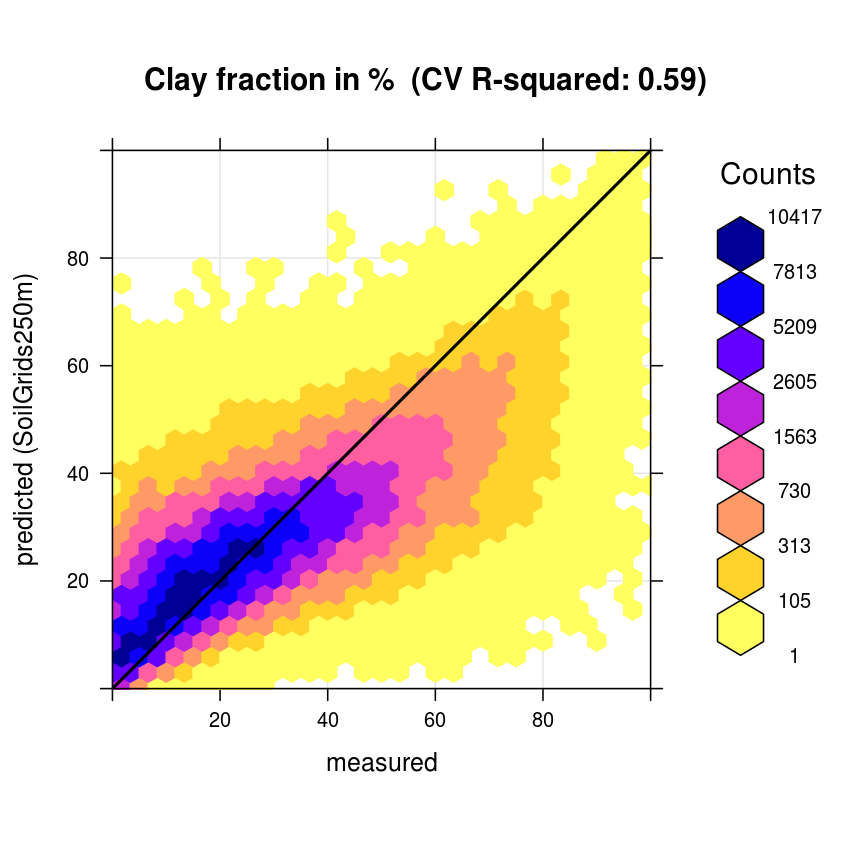 Clay fraction in % (CV R-squared: 0.59)
Counts
10417
7813
5209
2605
1563
730
313
105
1
predicted (SoilGrids250m)
80
60
40
20
20 40 60 80
measured